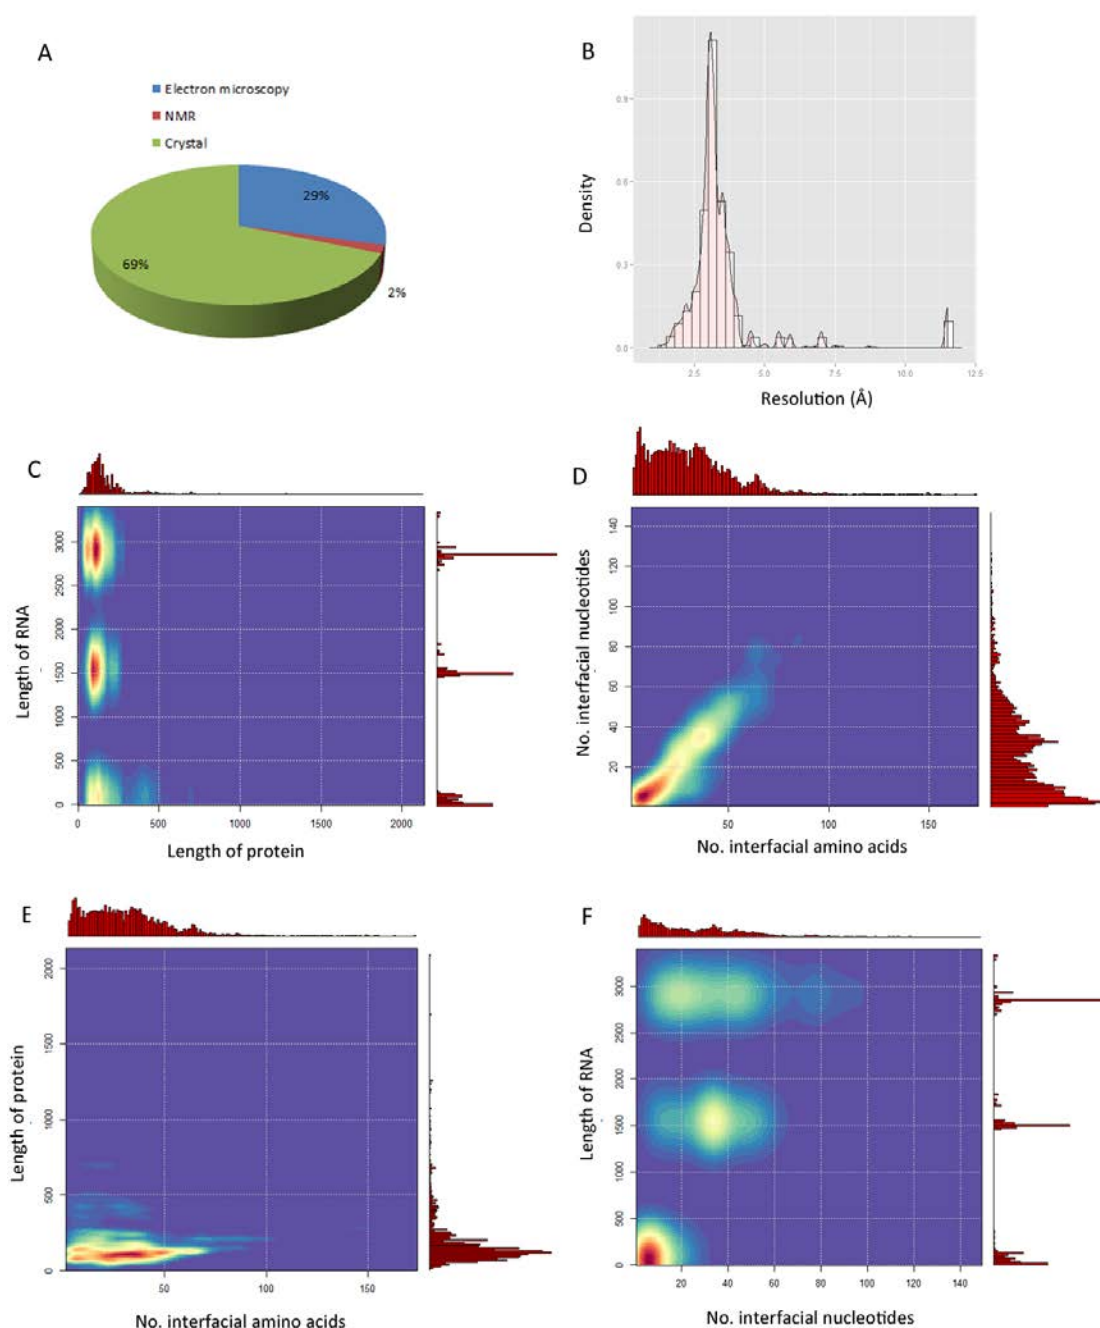 A
Electron microscopy
NMR
Crystal
29%
69%
2%
B
Density
0.9
0.6
0.3
0.0
2.5 5.0 7.5 10.0 12.5
Resolution (Å)
C
Length of RNA
3000
2500
2000
1500
1000
500
0
0 500 1000 1500 2000
Length of protein
D
No. interfacial nucleotides
140
120
100
80
60
40
20
50 100 150
No. interfacial amino acids
E
Length of protein
2000
1500
1000
500
0
50 100 150
No. interfacial amino acids
F
Length of RNA
3000
2500
2000
1500
1000
500
0
20 40 60 80 100 120 140
No. interfacial nucleotides